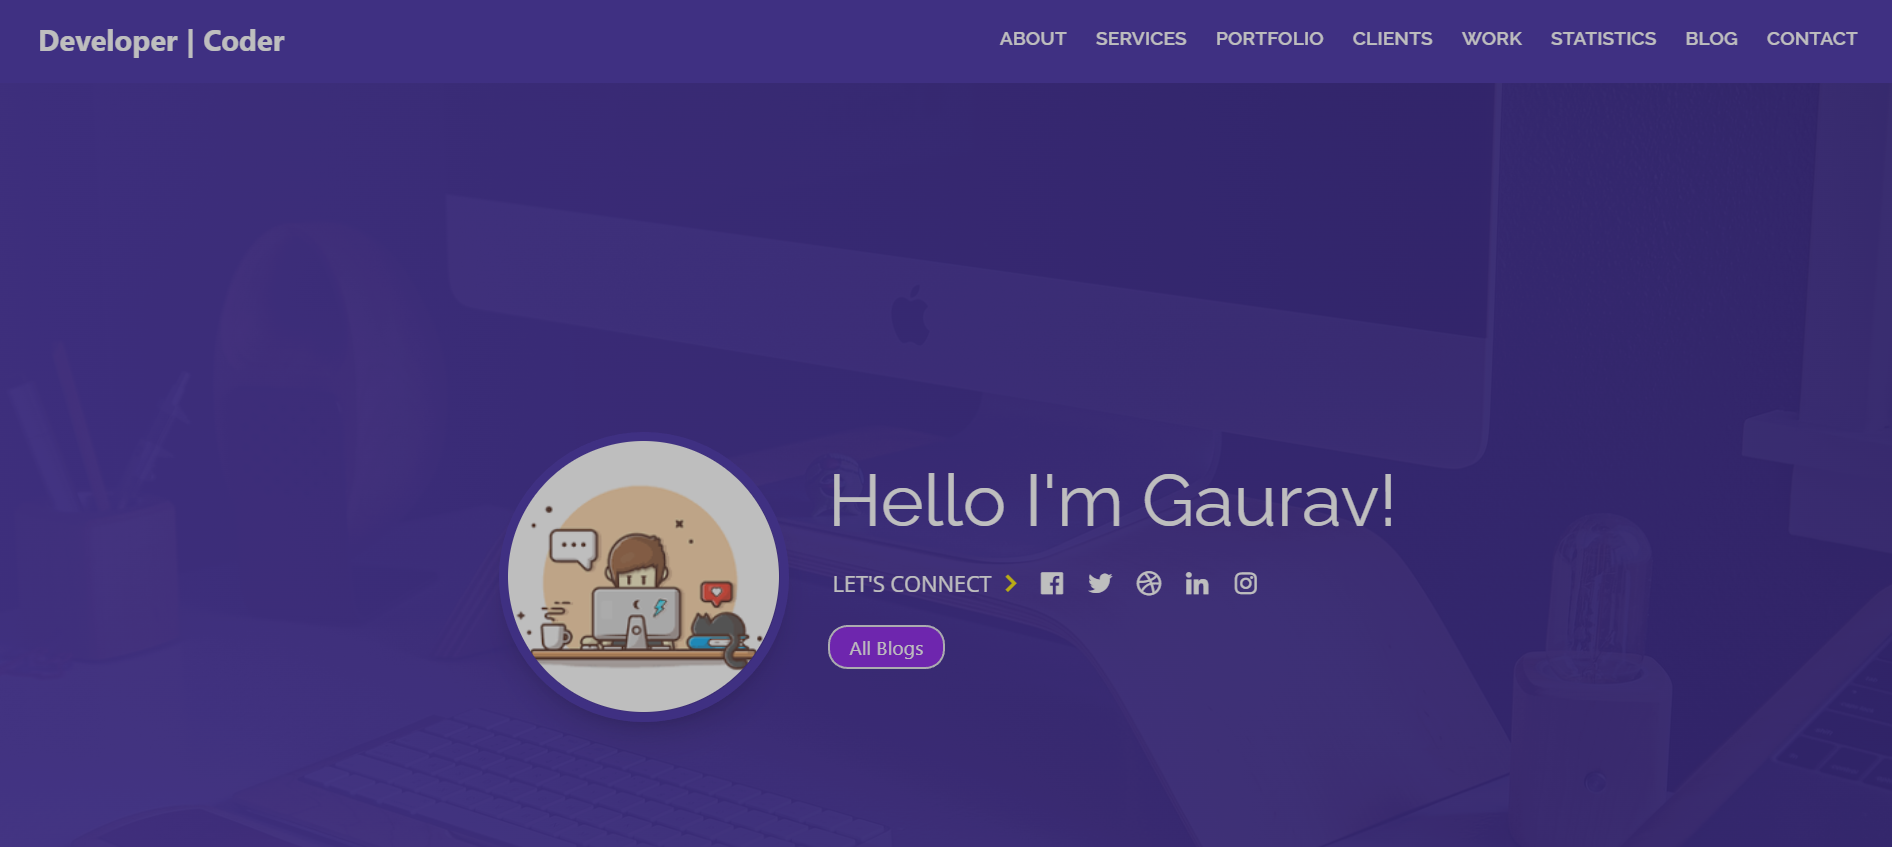 Developer | Coder
ABOUT SERVICES PORTFOLIO CLIENTS WORK STATISTICS BLOG CONTACT
Hello I'm Gaurav!
LET'S CONNECT
All Blogs